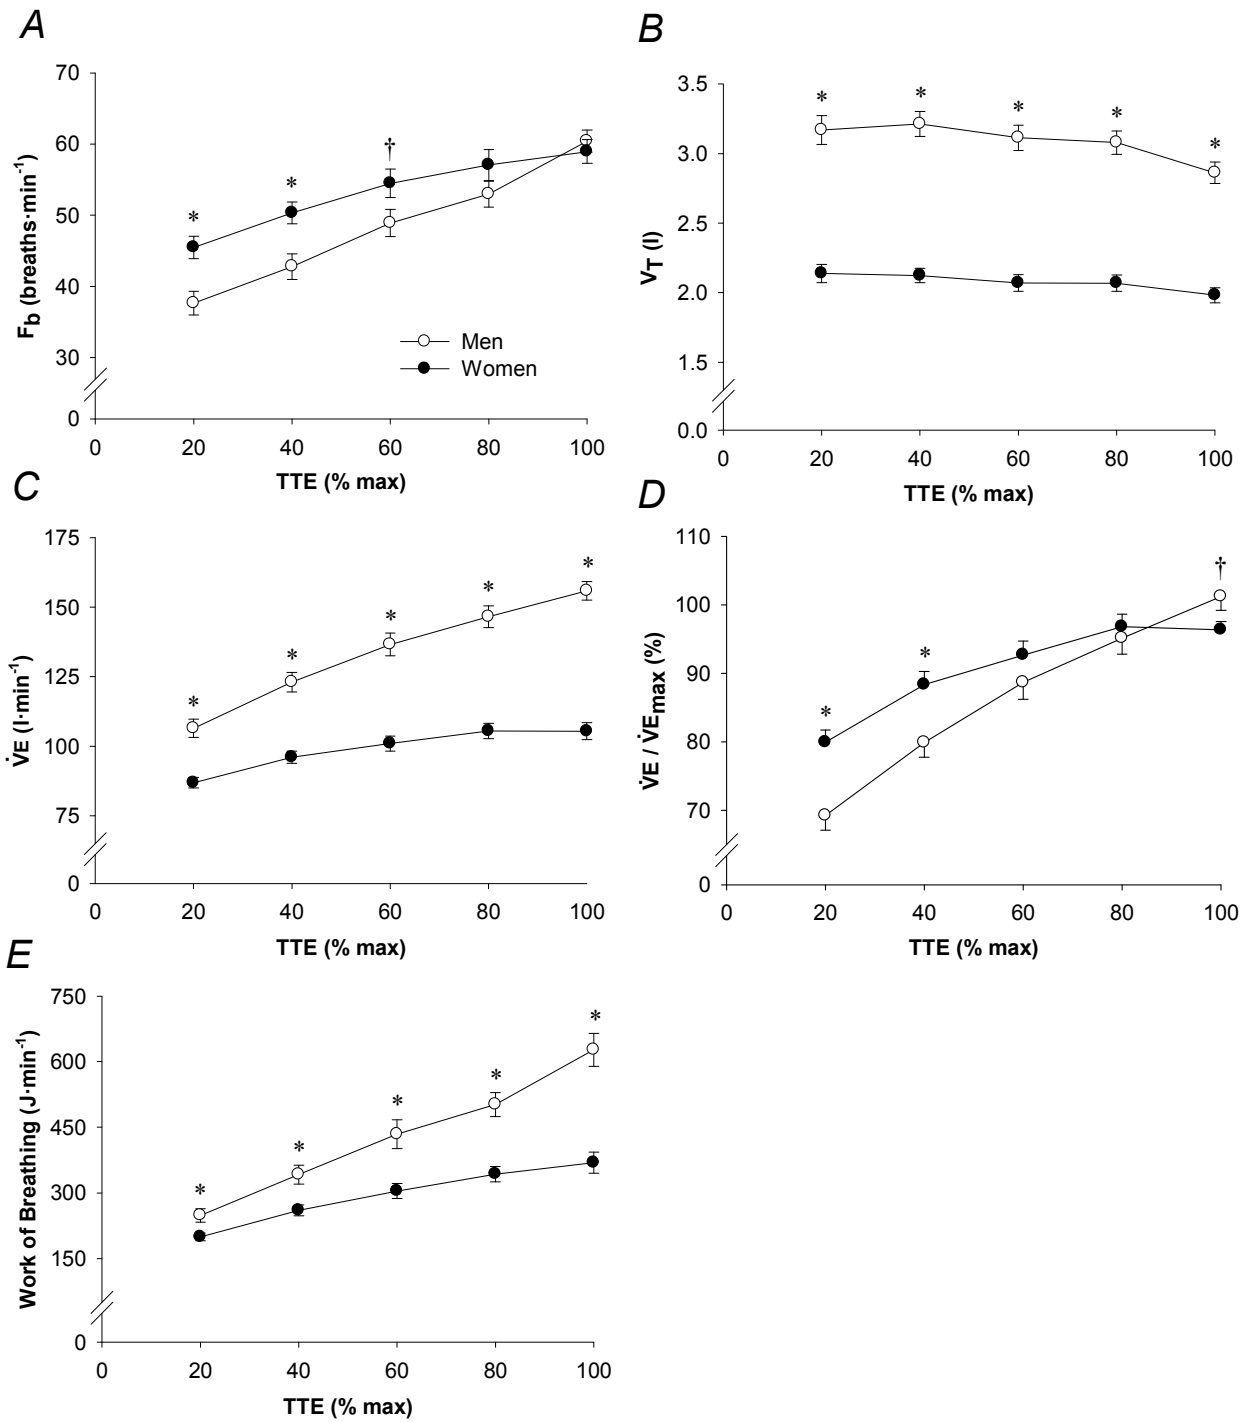 A
70
60
50
40
30
0
F_b (breaths·min⁻¹)
*
*
†
Men
Women
0 20 40 60 80 100
TTE (% max)
B
3.5
3.0
2.5
2.0
1.5
0.0
V_T (l)
* * * * *
0 20 40 60 80 100
TTE (% max)
C
175
150
125
100
75
0
V̇E (l·min⁻¹)
* * * * *
0 20 40 60 80 100
TTE (% max)
D
110
100
90
80
70
0
V̇E / V̇E_max (%)
* * †
0 20 40 60 80 100
TTE (% max)
E
750
600
450
300
150
0
Work of Breathing (J·min⁻¹)
* * * * *
0 20 40 60 80 100
TTE (% max)